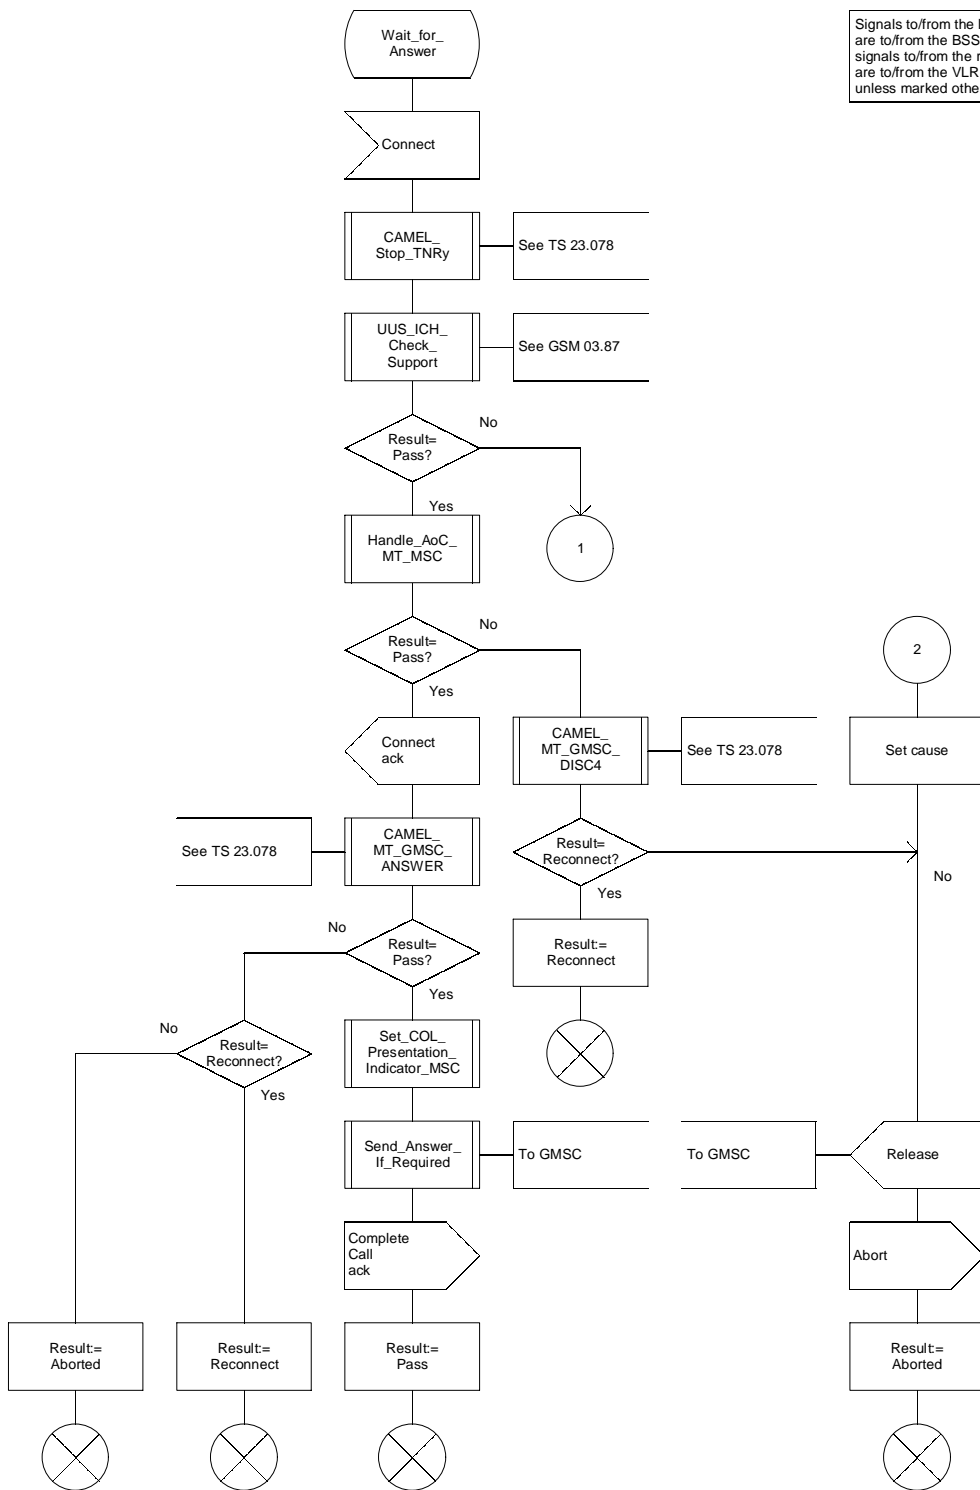 Wait_for_
Answer
Signals to/from the
are to/from the BSS
signals to/from the
are to/from the VLR
unless marked
Connect
CAMEL_
Stop_TNRy
See TS 23.078
UUS_ICH_
Check_
Support
See GSM 03.87
Result=
Pass?
No
Yes
Handle_AoC_
MT_MSC
1
Result=
Pass?
No
Yes
2
Connect
ack
CAMEL_
MT_GMSC_
DISC4
See TS 23.078
Set cause
See TS 23.078
CAMEL_
MT_GMSC_
ANSWER
Result=
Reconnect?
No
Yes
No
Result=
Pass?
Yes
Result:=
Reconnect
No
Result=
Reconnect?
Yes
Set_COL_
Presentation_
Indicator_MSC
Send_Answer_
If_Required
To GMSC
To GMSC
Release
Complete
Call
ack
Abort
Result:=
Aborted
Result:=
Reconnect
Result:=
Pass
Result:=
Aborted